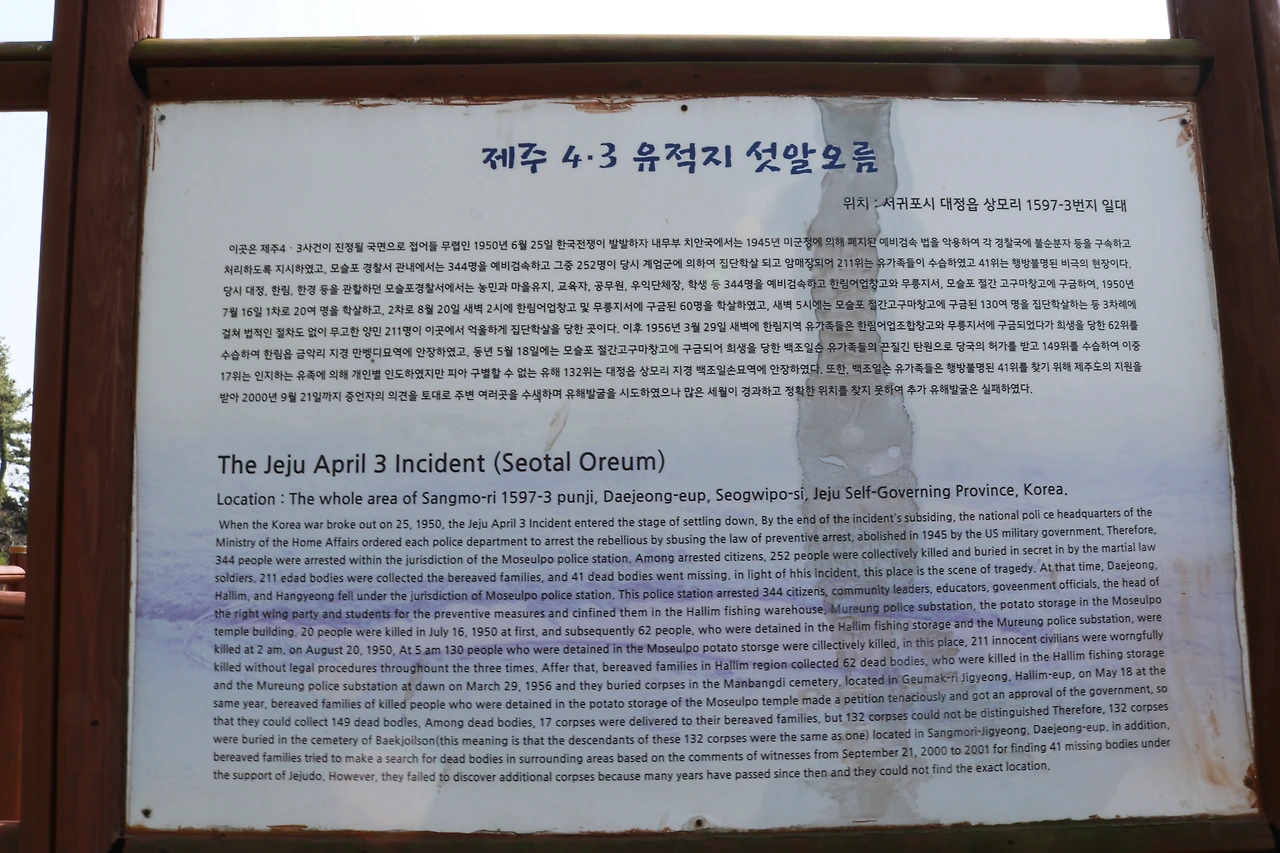 제주 4·3 유적지 섯알오름
위치 : 서귀포시 대정읍 상모리 1597-3번지 일대
이곳은 제주4 · 3사건이 진정될 국면으로 접어들 무렵인 1950년 6월 25일 한국전쟁이 발발하자 내무부 치안국에서는 1945년 미군정에 의해 폐지된 예비검속 법을 악용하여 각 경찰국에 불순분자 등을 구속하고
처리하도록 지시하였고, 모슬포 경찰서 관내에서는 344명을 예비검속하고 그중 252명이 당시 계엄군에 의하여 집단학살 되고 암매장되어 211위는 유가족들이 수습하였고 41위는 행방불명된 비극의 현장이다.
당시 대정, 한림, 한경 등을 관할하던 모슬포경찰서에서는 농민과 마을유지, 교육자, 공무원, 우익단체장, 학생 등 344명을 예비검속하고 한림어업창고와 무릉지서, 모슬포 절간 고구마창고에 구금하여, 1950년
7월 16일 1차로 20여 명을 학살하고, 2차로 8월 20일 새벽 2시에 한림어업창고 및 무릉지서에 구금된 60명을 학살하였고, 새벽 5시에는 모슬포 절간고구마창고에 구금된 130여 명을 집단학살하는 등 3차례에
걸쳐 법적인 절차도 없이 무고한 양민 211명이 이곳에서 억울하게 집단학살을 당한 곳이다. 이후 1956년 3월 29일 새벽에 한림지역 유가족들은 한림어업조합창고와 무릉지서에 구금되었다가 희생을 당한 62위를
수습하여 한림읍 금악리 지경 만벵디묘역에 안장하였고, 동년 5월 18일에는 모슬포 절간고구마창고에 구금되어 희생을 당한 백조일손 유가족들의 끈질긴 탄원으로 당국의 허가를 받고 149위를 수습하여 이중
17위는 인지하는 유족에 의해 개인별 인도하였지만 피아 구별할 수 없는 유해 132위는 대정읍 상모리 지경 백조일손묘역에 안장하였다. 또한, 백조일손 유가족들은 행방불명된 41위를 찾기 위해 제주도의 지원을
받아 2000년 9월 21일까지 증언자의 의견을 토대로 주변 여러곳을 수색하며 유해발굴을 시도하였으나 많은 세월이 경과하고 정확한 위치를 찾지 못하여 추가 유해발굴은 실패하였다.
The Jeju April 3 Incident (Seotal Oreum)
Location : The whole area of Sangmo-ri 1597-3 punji, Daejeong-eup, Seogwipo-si, Jeju Self-Governing Province, Korea.
When the Korea war broke out on 25, 1950, the Jeju April 3 Incident entered the stage of settling down, By the end of the incident's subsiding, the national poli ce headquarters of the
Ministry of the Home Affairs ordered each police department to arrest the rebellious by sbusing the law of preventive arrest, abolished in 1945 by the US military government. Therefore,
344 people were arrested within the jurisdiction of the Moseulpo police station. Among arrested citizens, 252 people were collectively killed and buried in secret in by the martial law
soldiers. 211 edad bodies were collected the bereaved families, and 41 dead bodies went missing. in light of hhis incident, this place is the scene of tragedy. At that time, Daejeong,
Hallim, and Hangyeong fell under the jurisdiction of Moseulpo police station. This police station arrested 344 citizens, community leaders, educators, goveenment officials, the head of
the right wing party and students for the preventive measures and cinfined them in the Hallim fishing warehouse, Mureung police substation, the potato storage in the Moseulpo
temple building. 20 people were killed in July 16, 1950 at first, and subsequently 62 people, who were detained in the Hallim fishing storage and the Mureung police substation, were
killed at 2 am. on August 20, 1950, At 5 am 130 people who were detained in the Moseulpo potato storsge were cillectively killed, in this place, 211 innocent civilians were worngfully
killed without legal procedures throughount the three times. Affer that, bereaved families in Hallim region collected 62 dead bodies, who were killed in the Hallim fishing storage
and the Mureung police substation at dawn on March 29, 1956 and they buried corpses in the Manbangdi cemetery, located in Geumak-ri Jigyeong, Hallim-eup, on May 18 at the
same year, bereaved families of killed people who were detained in the potato storage of the Moseulpo temple made a petition tenaciously and got an approval of the government, so
that they could collect 149 dead bodles, Among dead bodies, 17 corpses were delivered to their bereaved families, but 132 corpses could not be distinguished Therefore, 132 corpses
were buried in the cemetery of Baekjoilson(this meaning is that the descendants of these 132 corpses were the same as one) located in Sangmori-Jigyeong, Daejeong-eup. in addition,
bereaved families tried to make a search for dead bodies in surrounding areas based on the comments of witnesses from September 21, 2000 to 2001 for finding 41 missing bodies under
the support of Jejudo. However, they failed to discover additional corpses because many years have passed since then and they could not find the exact location.